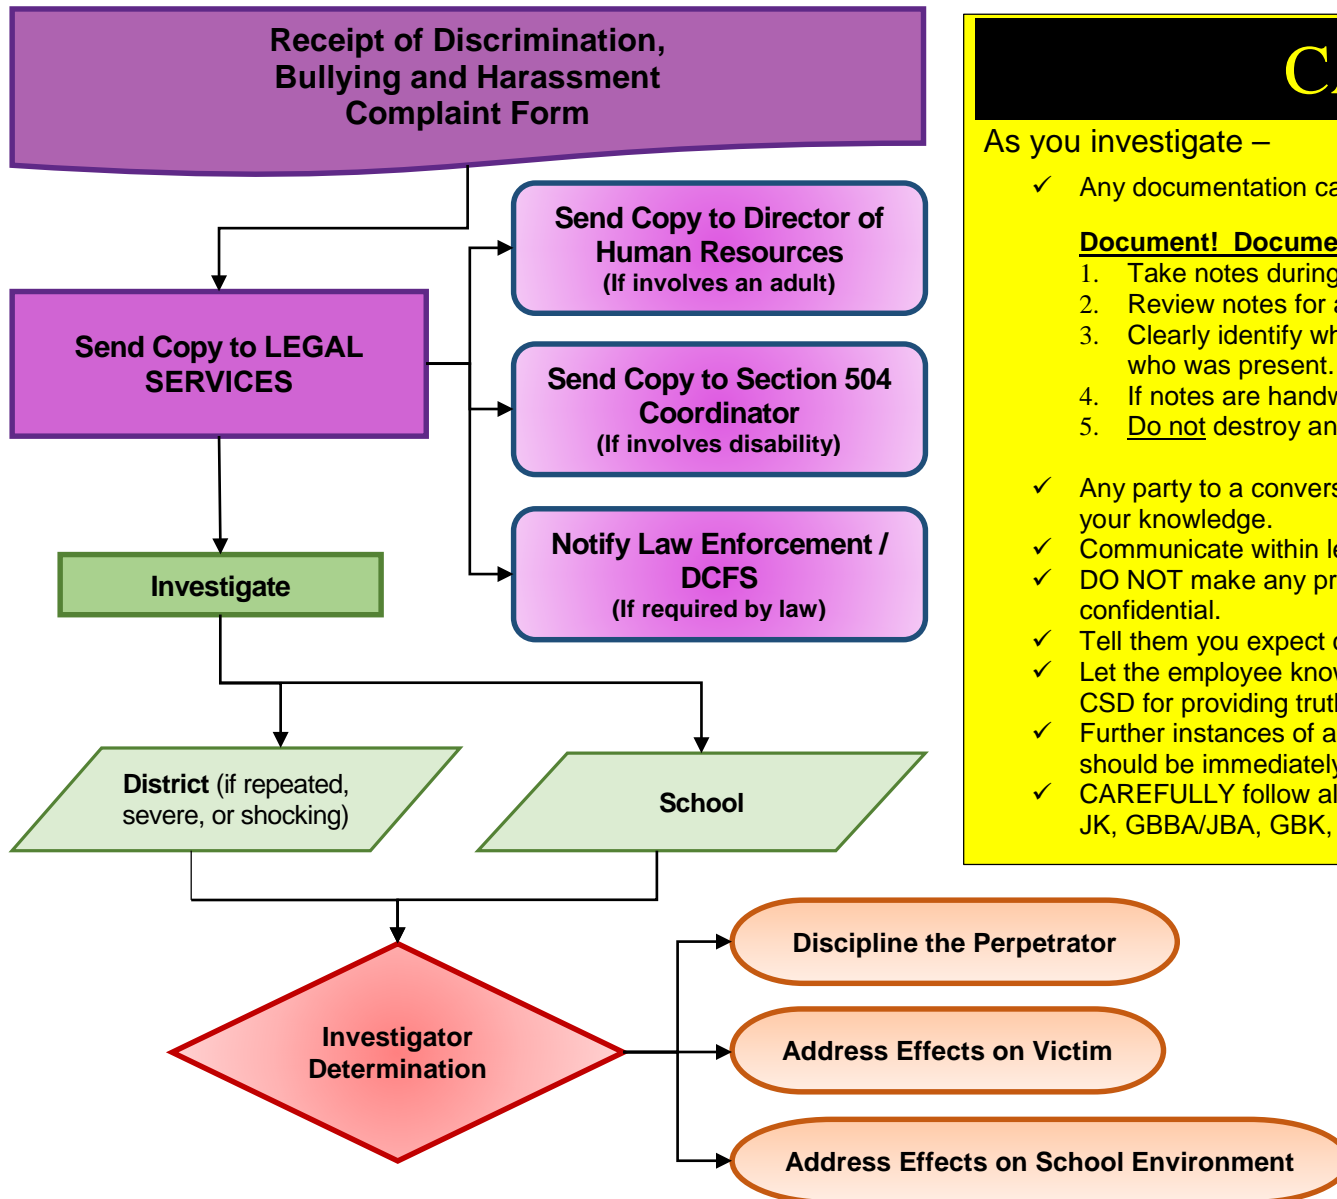 Receipt of Discrimination,
Bullying and Harassment
Complaint Form
Send Copy to LEGAL
SERVICES
Send Copy to Director of
Human Resources
(If involves an adult)
Send Copy to Section 504
Coordinator
(If involves disability)
Notify Law Enforcement /
DCFS
(If required by law)
Investigate
District (if repeated,
severe, or shocking)
School
Investigator
Determination
Discipline the Perpetrator
Address Effects on Victim
Address Effects on School Environment
As you investigate –
✓ Any documentation
Document!
1. Take notes during
2. Review notes for
3. Clearly identify
who was present.
4. If notes are
5. Do not destroy
✓ Any party to a
your knowledge.
✓ Communicate within
✓ DO NOT make any
confidential.
✓ Tell them you expect
✓ Let the employee
CSD for providing
✓ Further instances of
should be immediately
✓ CAREFULLY follow
JK, GBBA/JBA, GBK,